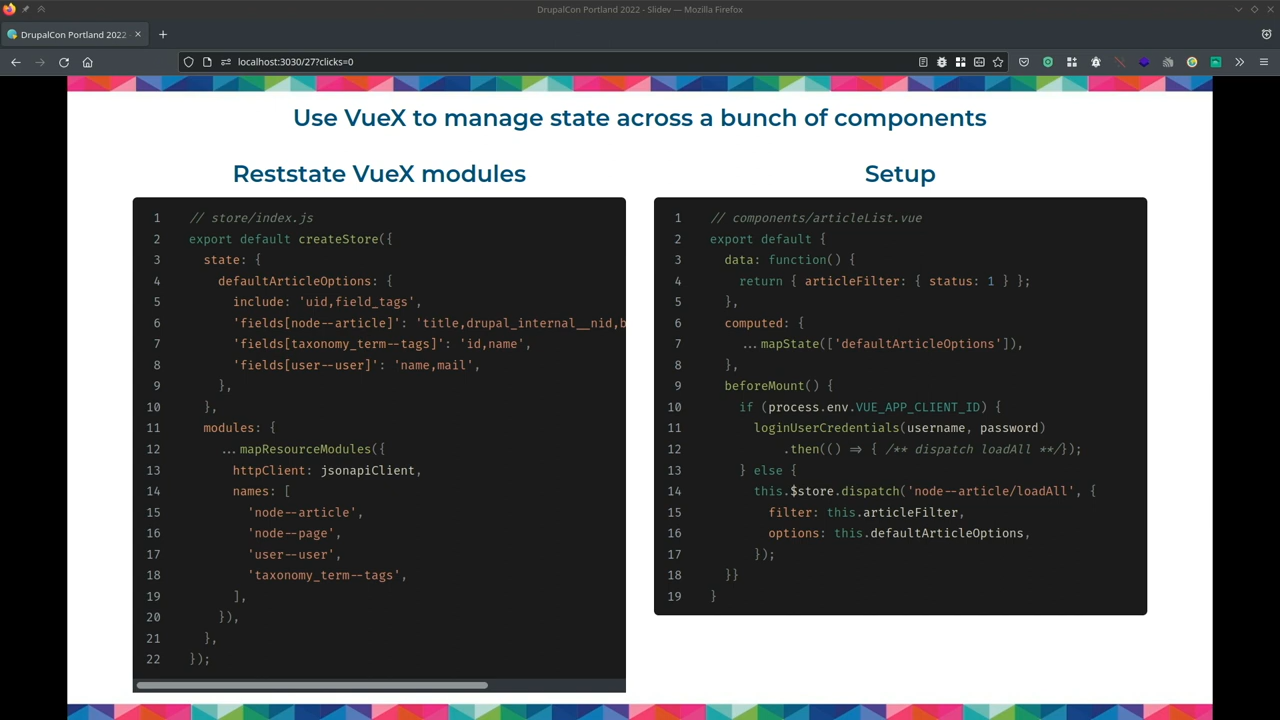 DrupalCon Portland 2022 - Slidev — Mozilla Firefox
DrupalCon Portland 2022 -
localhost:3030/27?clicks=0
Use VueX to manage state across a bunch of components
Reststate VueX modules
1 // store/index.js
2 export default createStore({
3 state: {
4 defaultArticleOptions: {
5 include: 'uid,field_tags',
6 'fields[node--article]': 'title,drupal_internal__nid,b
7 'fields[taxonomy_term--tags]': 'id,name',
8 'fields[user--user]': 'name,mail',
9 },
10 },
11 modules: {
12 ...mapResourceModules({
13 httpClient: jsonapiClient,
14 names: [
15 'node--article',
16 'node--page',
17 'user--user',
18 'taxonomy_term--tags',
19 ],
20 }),
21 },
22 });
Setup
1 // components/articleList.vue
2 export default {
3 data: function() {
4 return { articleFilter: { status: 1 } };
5 },
6 computed: {
7 ...mapState(['defaultArticleOptions']),
8 },
9 beforeMount() {
10 if (process.env.VUE_APP_CLIENT_ID) {
11 loginUserCredentials(username, password)
12 .then(() => { /** dispatch loadAll **/});
13 } else {
14 this.$store.dispatch('node--article/loadAll', {
15 filter: this.articleFilter,
16 options: this.defaultArticleOptions,
17 });
18 }}
19 }